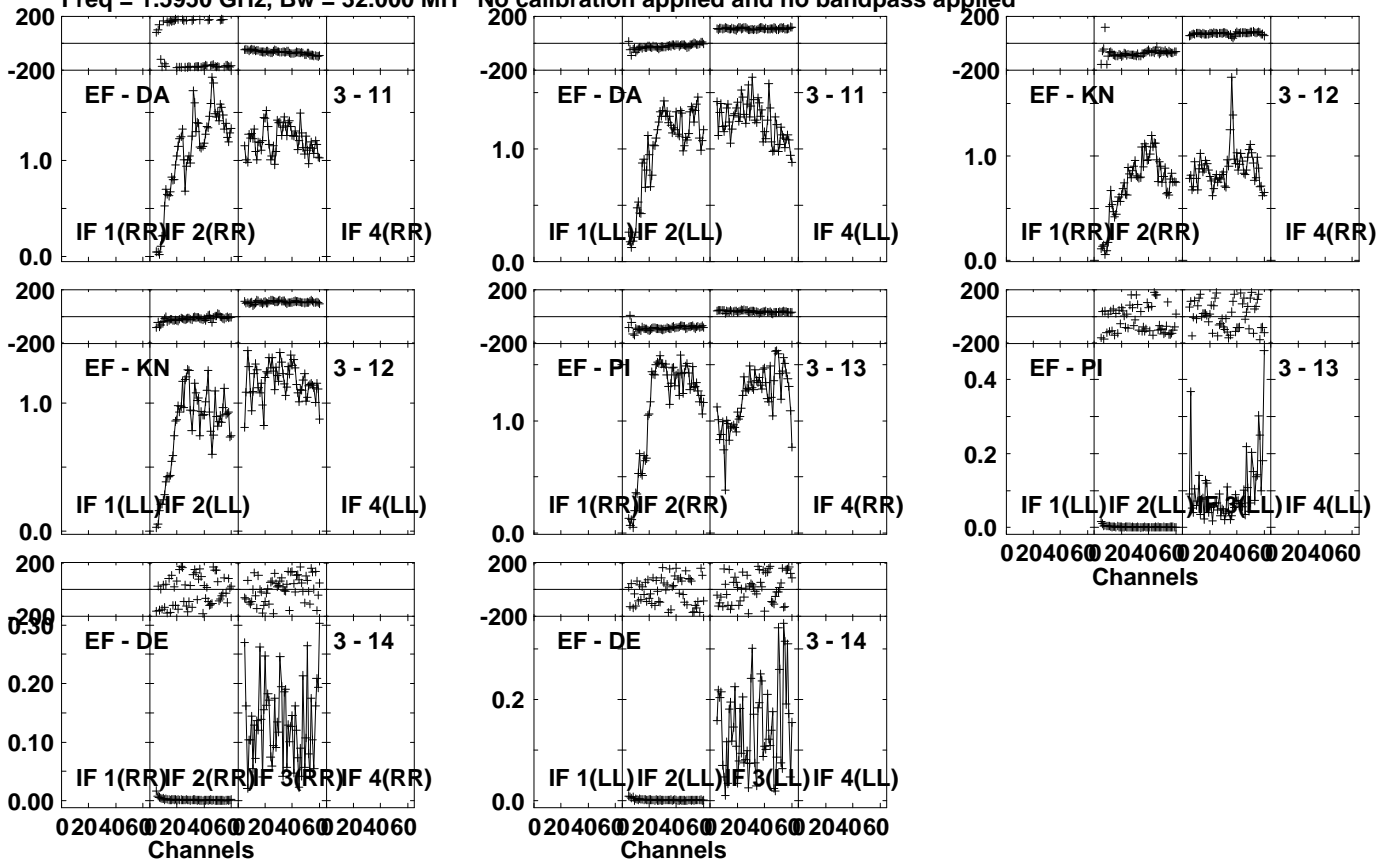 Freq = 1.5950 GHz, Bw = 32.000 MH No calibration applied and no bandpass applied
200
-200
EF - DA
3 - 11
1.0
0.0
IF 1(RR)
IF 2(RR)
IF 4(RR)
EF - DA
3 - 11
1.0
0.0
IF 1(LL)
IF 2(LL)
IF 4(LL)
200
-200
EF - KN
3 - 12
1.0
0.0
IF 1(RR)
IF 2(RR)
IF 4(RR)
200
-200
EF - KN
3 - 12
1.0
0.0
IF 1(LL)
IF 2(LL)
IF 4(LL)
200
-200
EF - PI
3 - 13
1.0
0.0
IF 1(RR)
IF 2(RR)
IF 4(RR)
200
-200
EF - PI
3 - 13
0.4
0.2
0.0
IF 1(LL)
IF 2(LL)
IF 3(LL)
IF 4(LL)
0 20 40 60 0 20 40 60 0 20 40 60 0 20 40 60
Channels
200
-200
0.30
EF - DE
3 - 14
0.20
0.10
0.00
IF 1(RR)
IF 2(RR)
IF 3(RR)
IF 4(RR)
0 20 40 60 0 20 40 60 0 20 40 60 0 20 40 60
Channels
200
-200
EF - DE
3 - 14
0.2
0.0
IF 1(LL)
IF 2(LL)
IF 3(LL)
IF 4(LL)
0 20 40 60 0 20 40 60 0 20 40 60 0 20 40 60
Channels